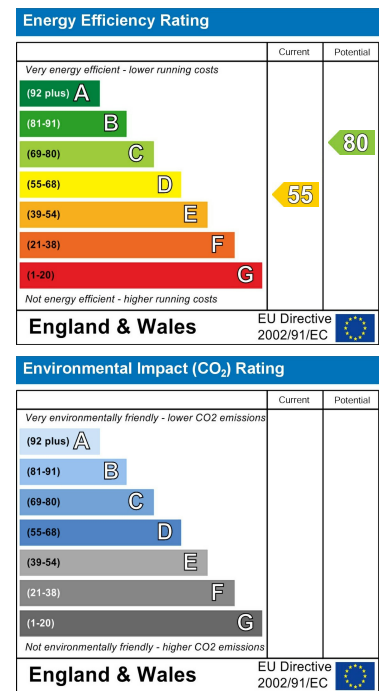 Energy Efficiency Rating
Current Potential
Very energy efficient - lower running costs
(92 plus) A
(81-91) B
(69-80) C
(55-68) D
(39-54) E
(21-38) F
(1-20) G
80
55
Not energy efficient - higher running costs
England & Wales
EU Directive
2002/91/EC
Environmental Impact (CO₂) Rating
Current Potential
Very environmentally friendly - lower CO2 emissions
(92 plus) A
(81-91) B
(69-80) C
(55-68) D
(39-54) E
(21-38) F
(1-20) G
Not environmentally friendly - higher CO2 emissions
England & Wales
EU Directive
2002/91/EC